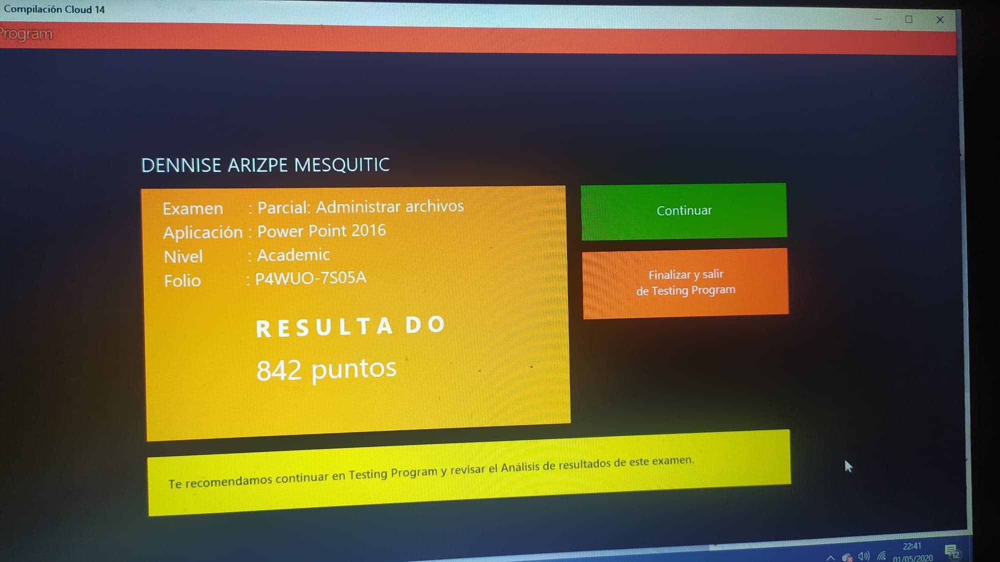 Compilación Cloud 14
Program
DENNISE ARIZPE MESQUITIC
Examen : Parcial: Administrar archivos
Aplicación : Power Point 2016
Nivel : Academic
Folio : P4WUO-7S05A
RESULTADO
842 puntos
Continuar
Finalizar y salir
de Testing Program
Te recomendamos continuar en Testing Program y revisar el Análisis de resultados de este examen.
22:41
01/05/2020
12